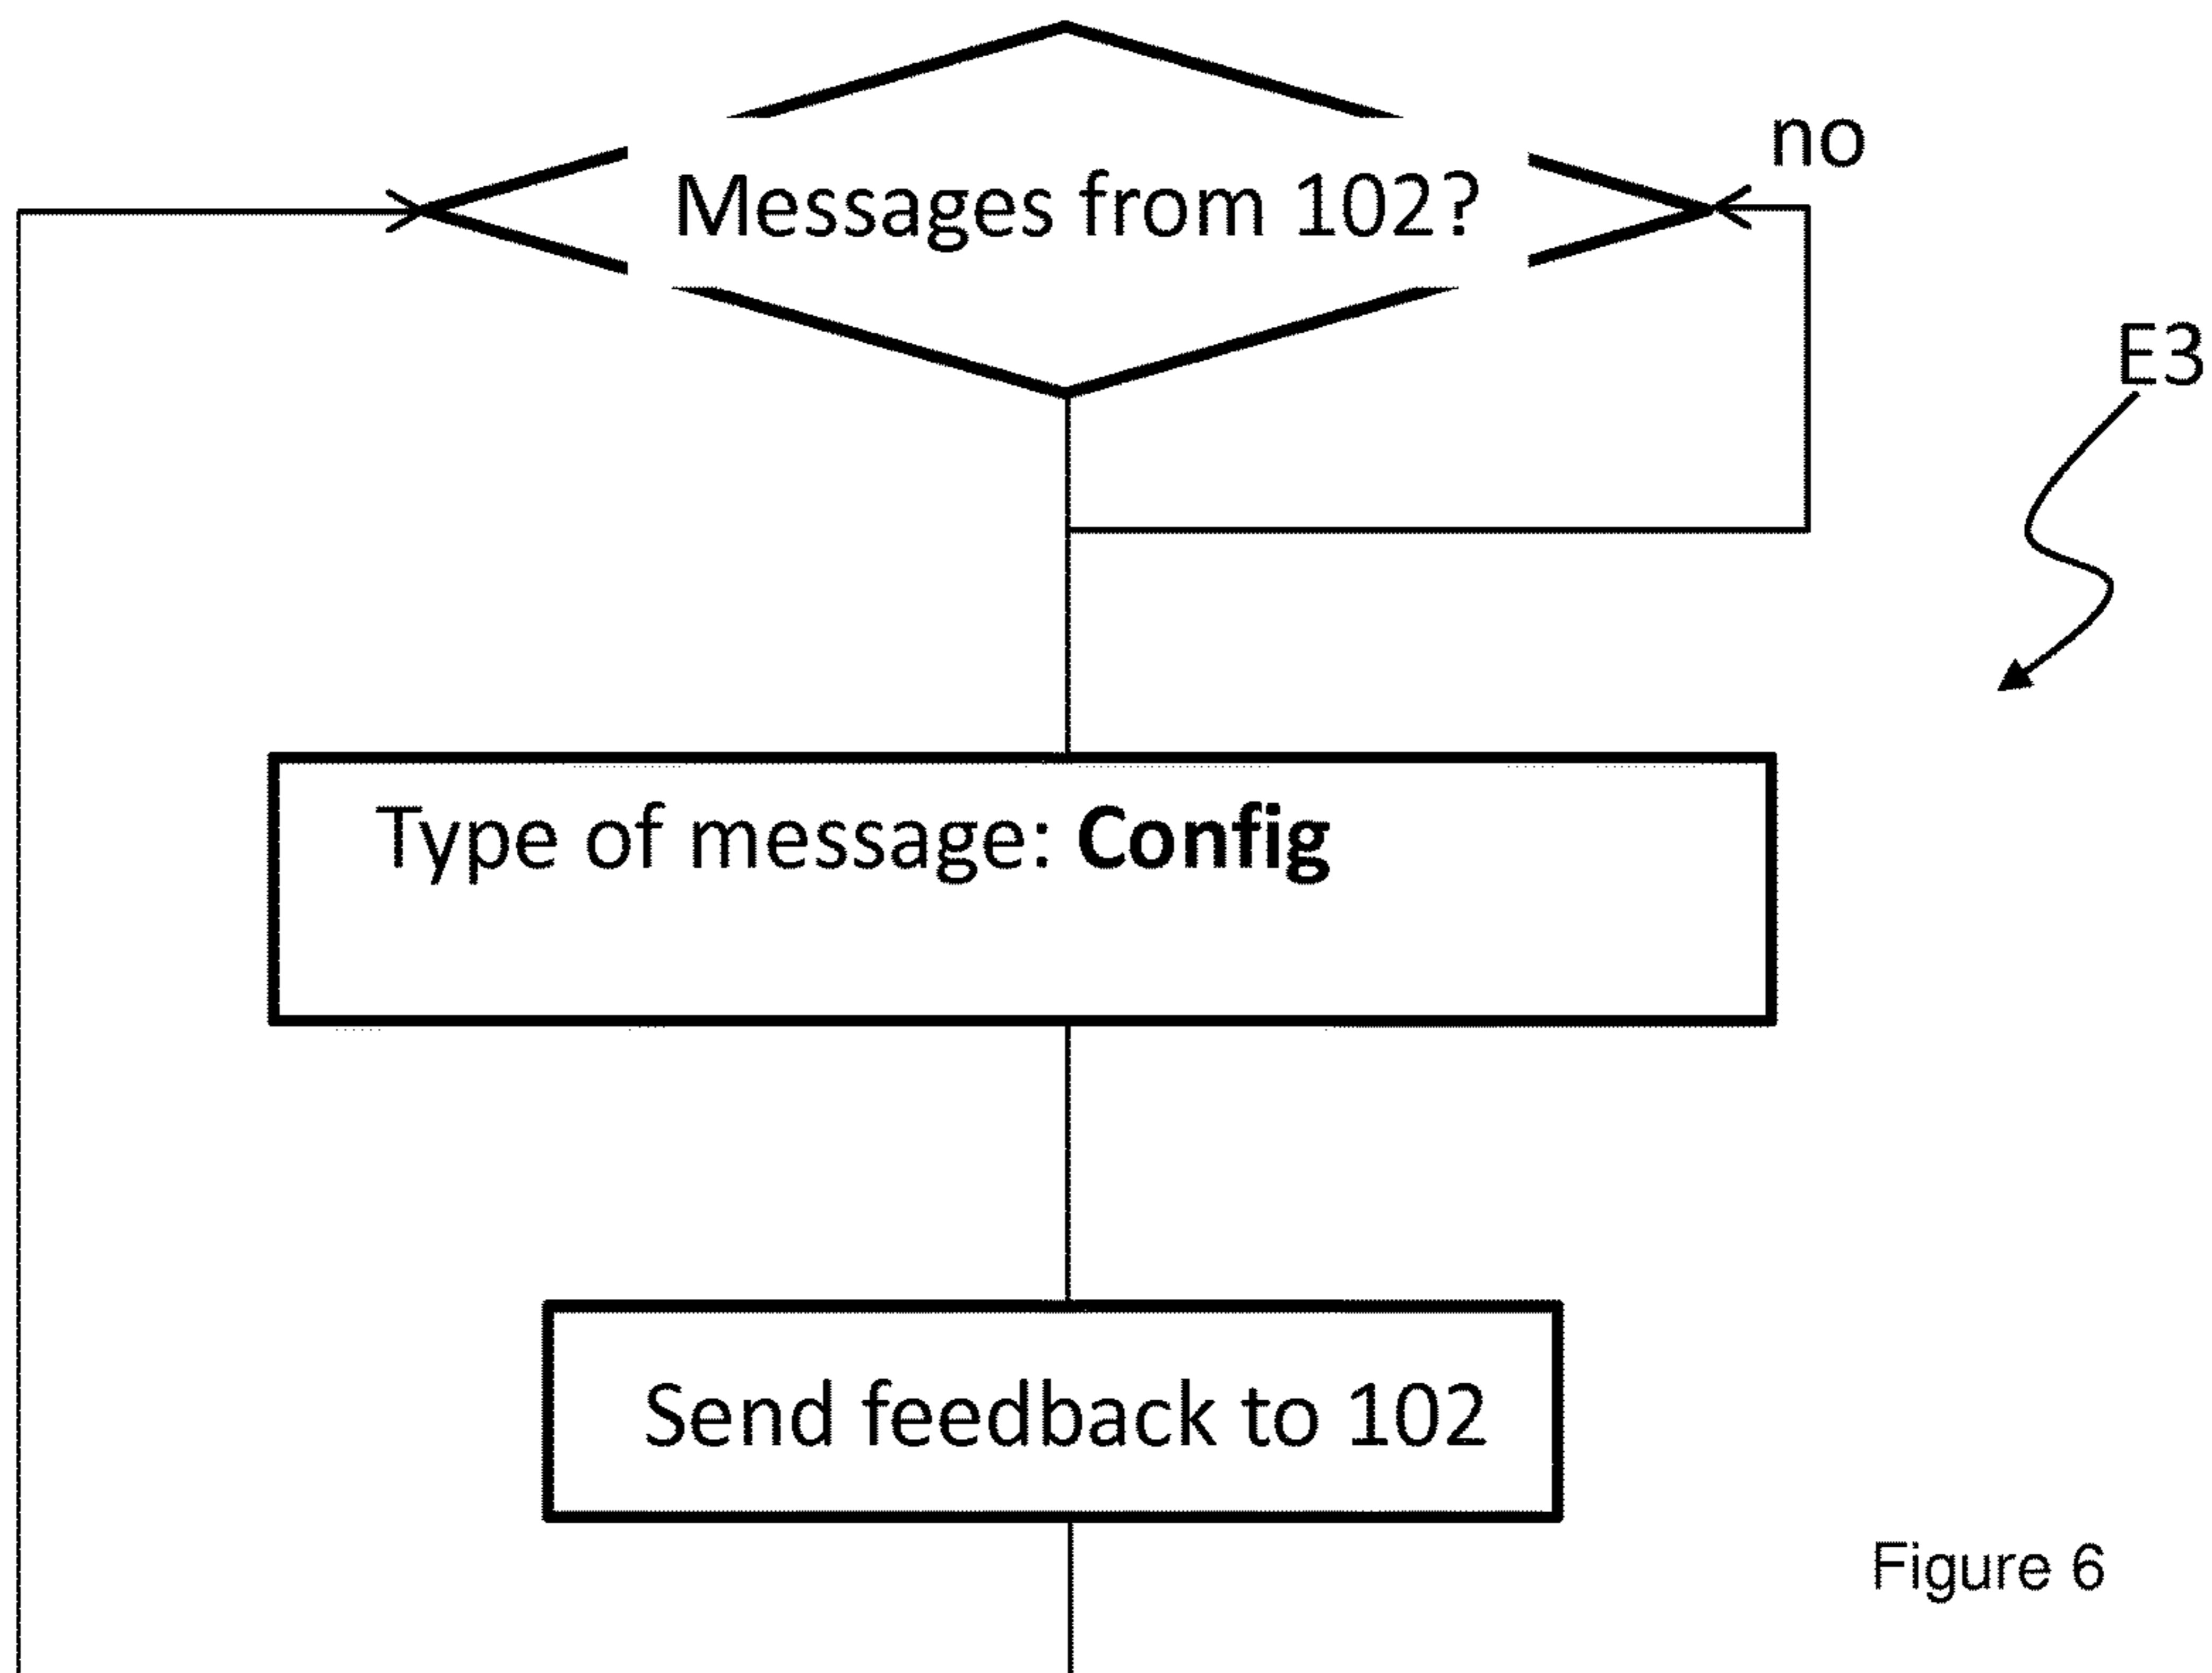 no
Messages from 102?
E3
Type of message: Config
Send feedback to 102
Figure 6